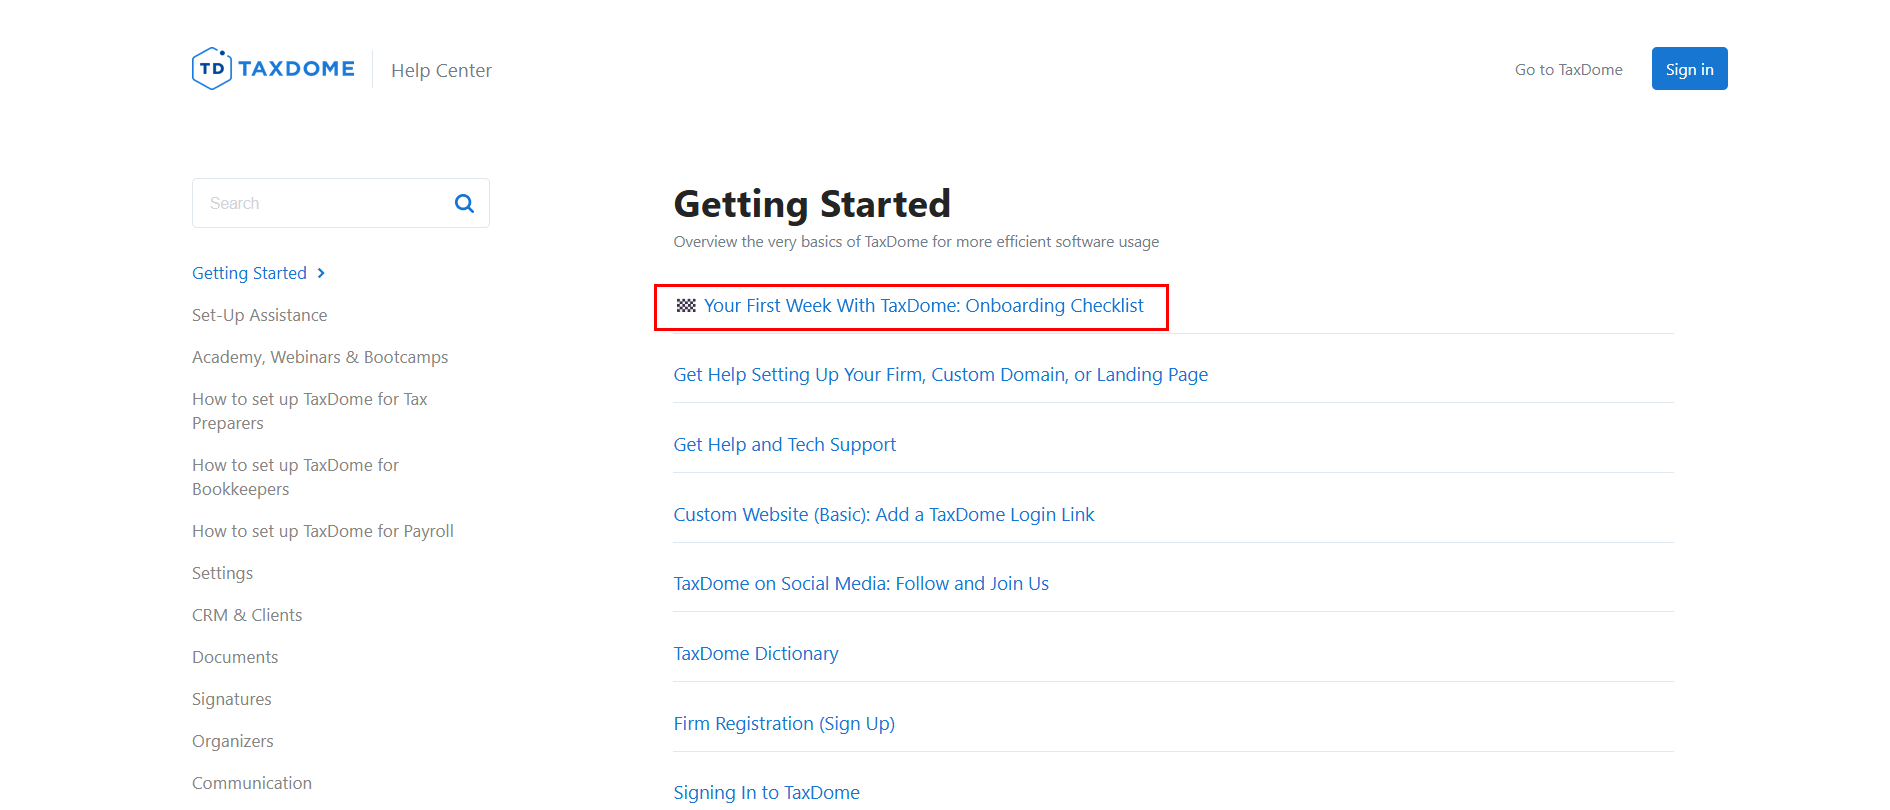 TD TAXDOME Help Center
Go to TaxDome
Sign in
Search
Getting Started
Set-Up Assistance
Academy, Webinars & Bootcamps
How to set up TaxDome for Tax
Preparers
How to set up TaxDome for
Bookkeepers
How to set up TaxDome for Payroll
Settings
CRM & Clients
Documents
Signatures
Organizers
Communication
Getting Started
Overview the very basics of TaxDome for more efficient software usage
Your First Week With TaxDome: Onboarding Checklist
Get Help Setting Up Your Firm, Custom Domain, or Landing Page
Get Help and Tech Support
Custom Website (Basic): Add a TaxDome Login Link
TaxDome on Social Media: Follow and Join Us
TaxDome Dictionary
Firm Registration (Sign Up)
Signing In to TaxDome